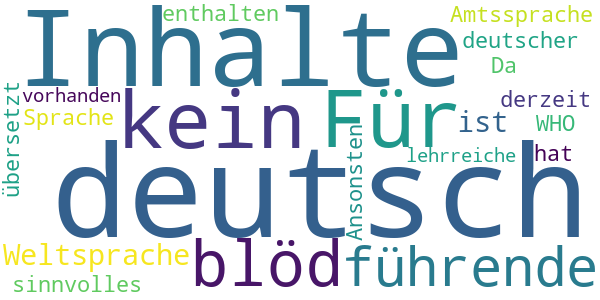 enthalten
Amtssprache
Inhalte
deutscher
Da
übersetzt
vorhanden
derzeit
Sprache
kein
Für
ist
WHO
Ansonsten
lehrreiche
hat
deutsch
Weltsprache
blöd
führende
sinnvolles